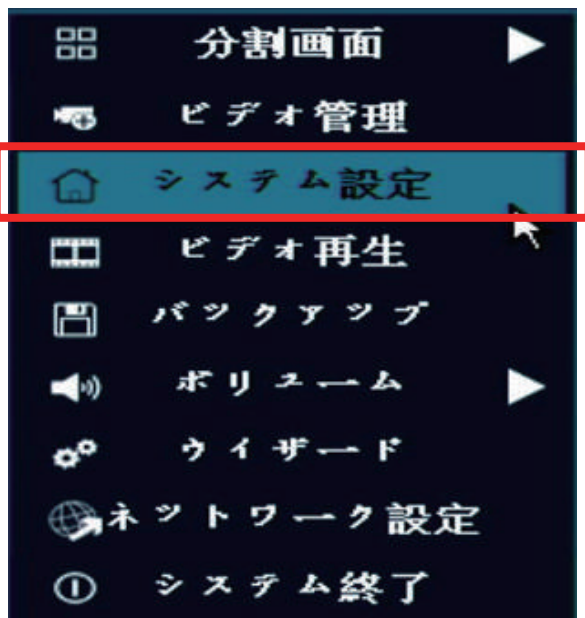 分割画面
ビデオ管理
システム設定
ビデオ再生
バックアップ
ボリューム
ウイザード
ネットワーク設定
システム終了